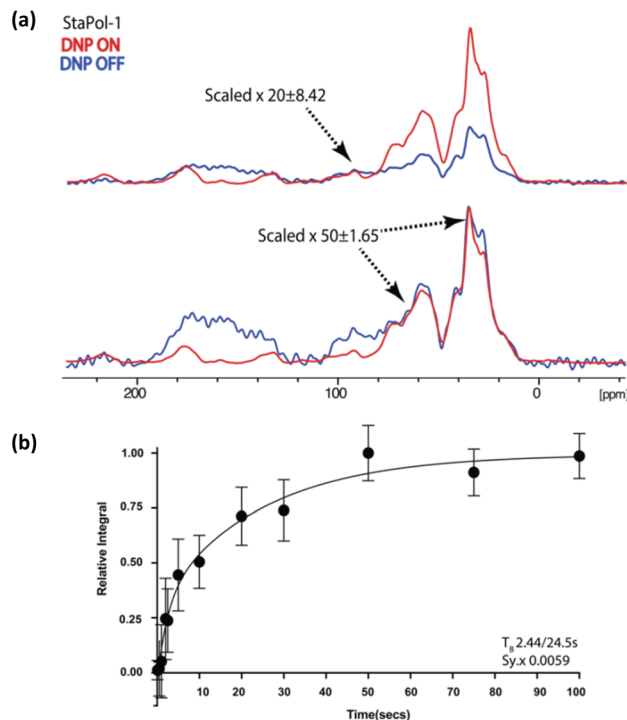 (a)
StaPol-1
DNP ON
DNP OFF
Scaled x 20±8.42
Scaled x 50±1.65
200
100
0
[ppm]
(b)
1.00
0.75
0.50
0.25
0.00
Relative Integral
T_B 2.44/24.5s
Sy.x 0.0059
10 20 30 40 50 60 70 80 90 100
Time(secs)